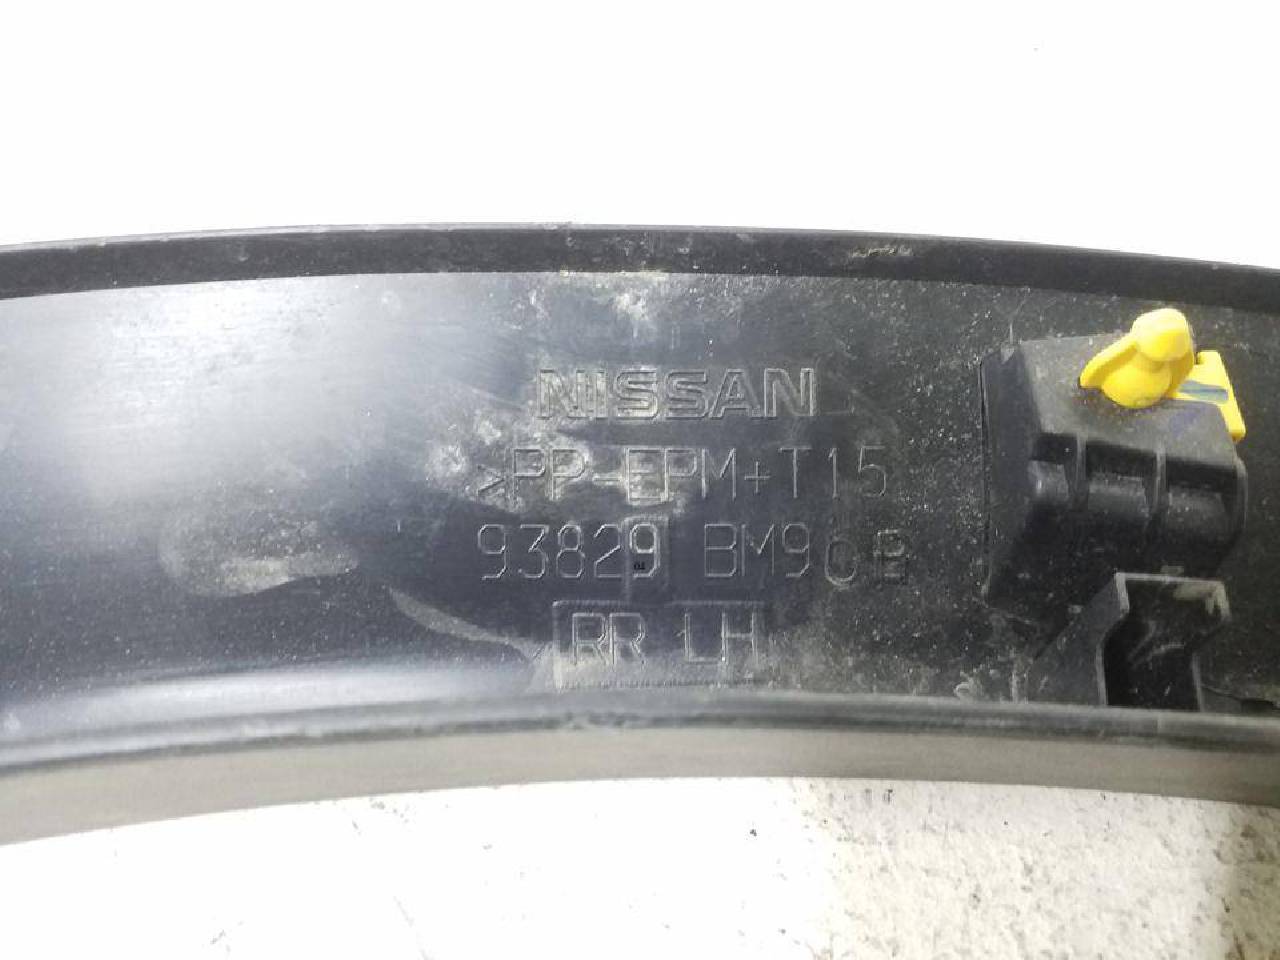 NISSAN
>PP-EPM+T15
93829 BM90B
RR LH